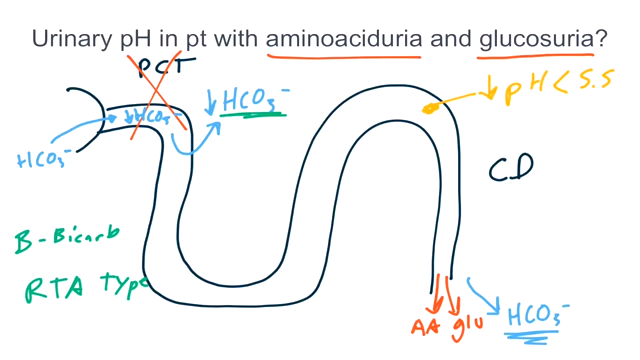 Urinary pH in pt with aminoaciduria and glucosuria?
PCT
↓HCO₃⁻
↓HCO₃⁻
↓pH<5.5
+HCO₃⁻
CD
B-Bicarb
RTA Type
AA glu
HCO₃⁻